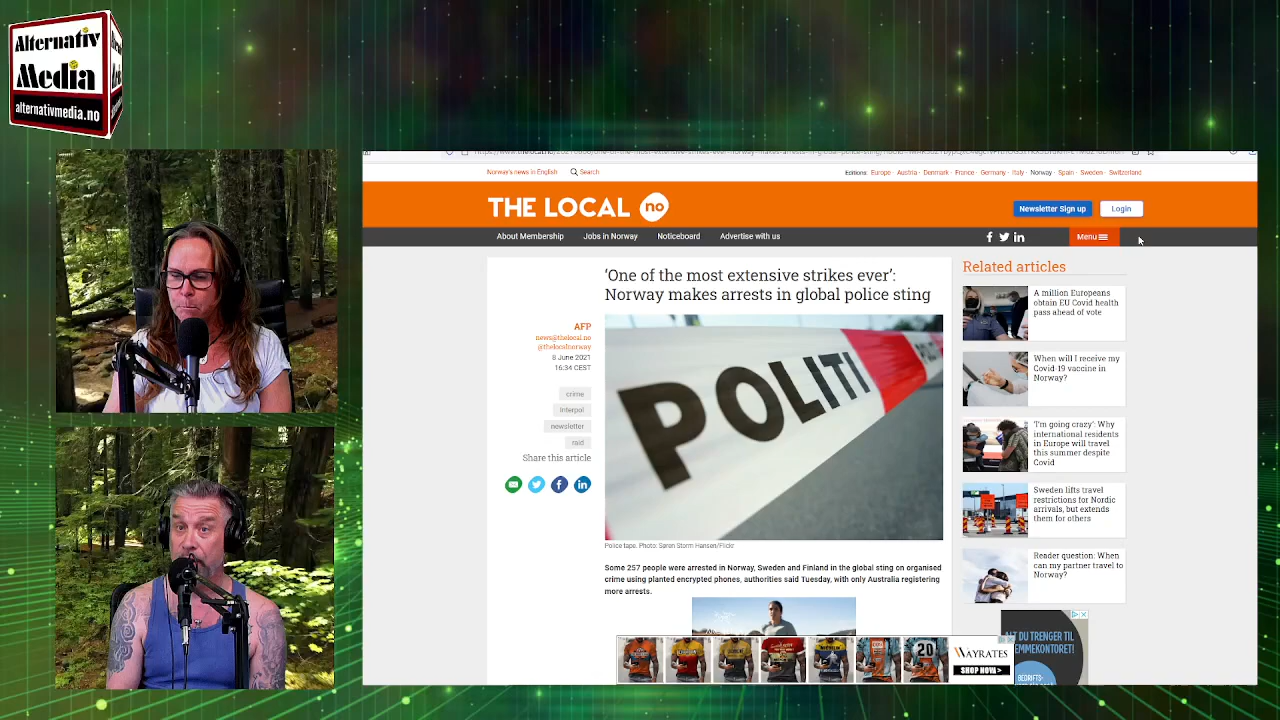 Alternativ
Media
alternativmedia.no
Norway's news in English
Search
Editions: Europe · Austria · Denmark · France · Germany · Italy · Norway · Spain · Sweden · Switzerland
THE LOCAL no
Newsletter Sign up
Login
About Membership
Jobs in Norway
Noticeboard
Advertise with us
Menu
'One of the most extensive strikes ever':
Norway makes arrests in global police sting
AFP
news@thelocal.no
@thelocalnorway
8 June 2021
16:34 CEST
crime
interpol
newsletter
raid
Share this article
POLITI
Police tape. Photo: Søren Storm Hansen/Flickr
Some 257 people were arrested in Norway, Sweden and Finland in the global sting on organised
crime using planted encrypted phones, authorities said Tuesday, with only Australia registering
more arrests.
Related articles
A million Europeans
obtain EU Covid health
pass ahead of vote
When will I receive my
Covid-19 vaccine in
Norway?
'I'm going crazy': Why
international residents
in Europe will travel
this summer despite
Covid
Sweden lifts travel
restrictions for Nordic
arrivals, but extends
them for others
Reader question: When
can my partner travel to
Norway?
DU TRENGER TIL
BEDRIFTS-
20
WAYRATES
SHOP NOW >